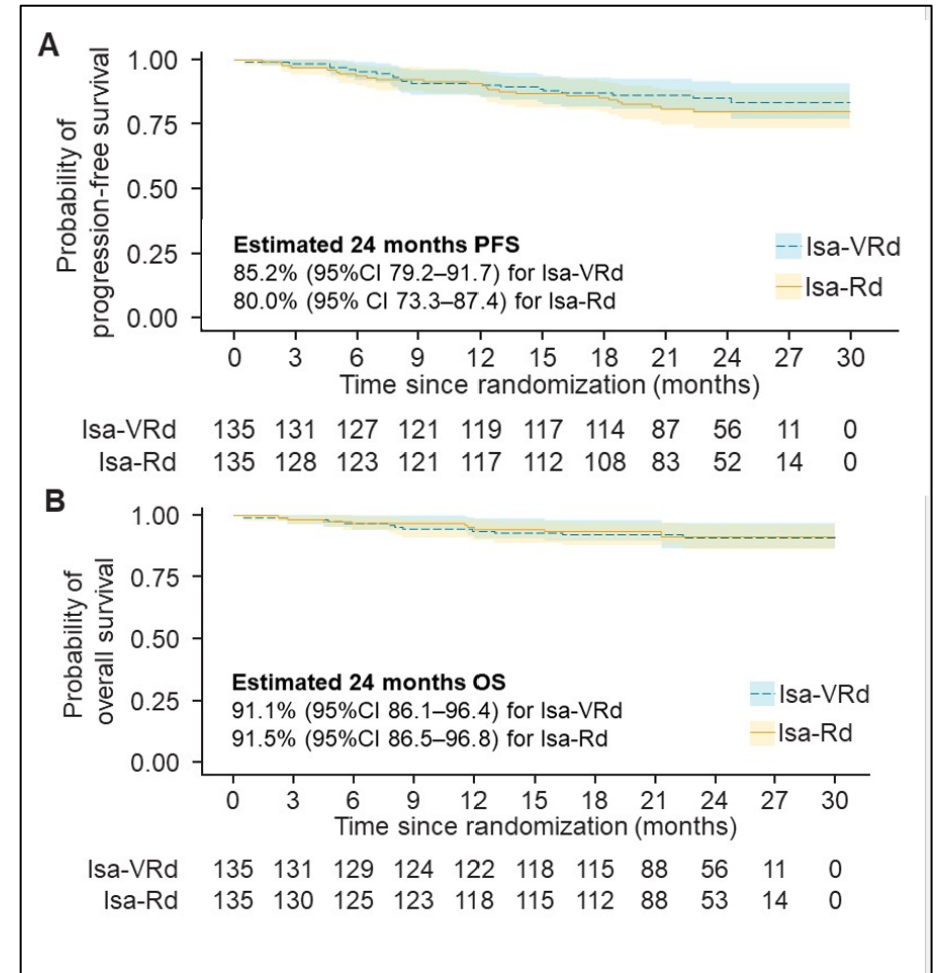 A
Probability of
progression-free survival
1.00
0.75
0.50
0.25
0.00
Estimated 24 months PFS
85.2% (95%CI 79.2–91.7) for Isa-VRd
80.0% (95% CI 73.3–87.4) for Isa-Rd
Isa-VRd
Isa-Rd
0 3 6 9 12 15 18 21 24 27 30
Time since randomization (months)
Isa-VRd 135 131 127 121 119 117 114 87 56 11 0
Isa-Rd 135 128 123 121 117 112 108 83 52 14 0
B
Probability of
overall survival
1.00
0.75
0.50
0.25
0.00
Estimated 24 months OS
91.1% (95%CI 86.1–96.4) for Isa-VRd
91.5% (95%CI 86.5–96.8) for Isa-Rd
Isa-VRd
Isa-Rd
0 3 6 9 12 15 18 21 24 27 30
Time since randomization (months)
Isa-VRd 135 131 129 124 122 118 115 88 56 11 0
Isa-Rd 135 130 125 123 118 115 112 88 53 14 0